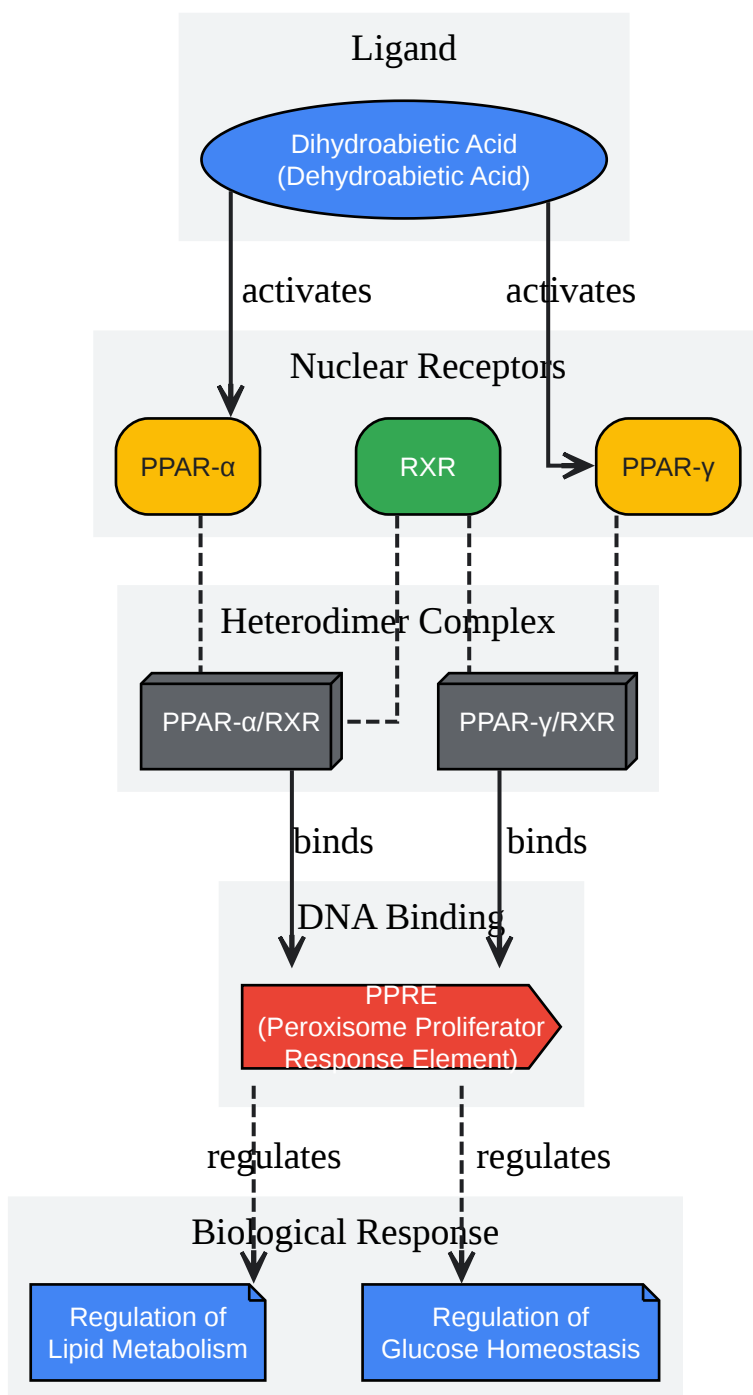 Ligand
Dihydroabietic Acid
(Dehydroabietic Acid)
activates
activates
Nuclear Receptors
PPAR-α
RXR
PPAR-γ
Heterodimer Complex
PPAR-α/RXR
PPAR-γ/RXR
binds
binds
DNA Binding
PPRE
(Peroxisome Proliferator
Response Element)
regulates
regulates
Biological Response
Regulation of
Lipid Metabolism
Regulation of
Glucose Homeostasis